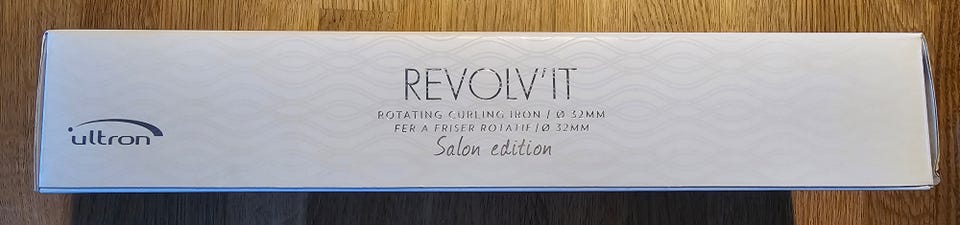 REVOLV'IT
ROTATING CURLING IRON / Ø 32MM
FER A FRISER ROTATIF / Ø 32MM
Salon edition
ultron